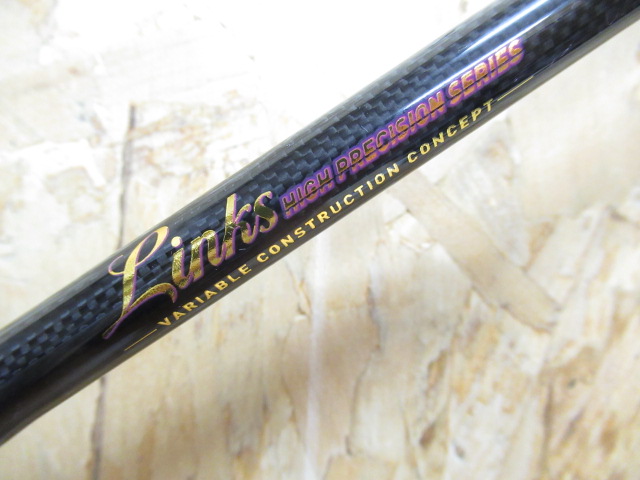 Links HIGH PRECISION SERIES
VARIABLE CONSTRUCTION CONCEPT